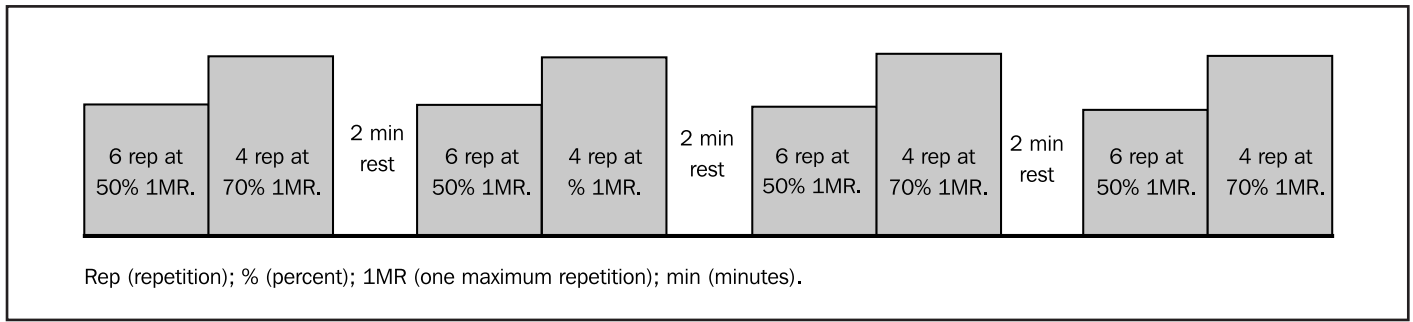 6 rep at
50% 1MR.
4 rep at
70% 1MR.
2 min
rest
6 rep at
50% 1MR.
4 rep at
% 1MR.
2 min
rest
6 rep at
50% 1MR.
4 rep at
70% 1MR.
2 min
rest
6 rep at
50% 1MR.
4 rep at
70% 1MR.
Rep (repetition); % (percent); 1MR (one maximum repetition); min (minutes).